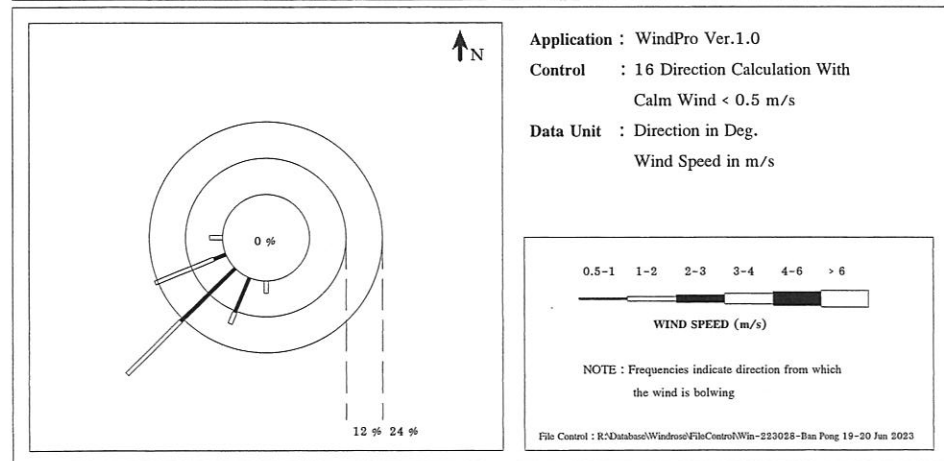 N
0 %
12 % 24 %
Application : WindPro Ver.1.0
Control : 16 Direction Calculation With
Calm Wind < 0.5 m/s
Data Unit : Direction in Deg.
Wind Speed in m/s
0.5-1 1-2 2-3 3-4 4-6 > 6
WIND SPEED (m/s)
NOTE : Frequencies indicate direction from which
the wind is bolwing
File Control : R:\Database\Windrose\FileControl\Win-223028-Ban Pong 19-20 Jun 2023